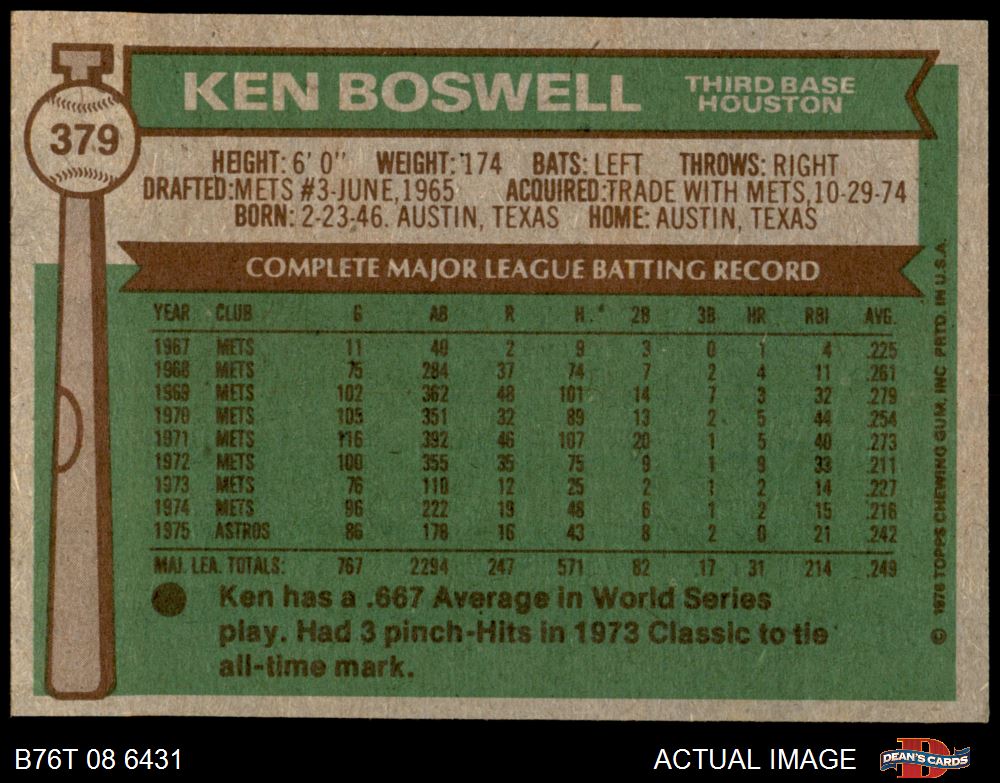 379
KEN BOSWELL
THIRD BASE
HOUSTON
HEIGHT: 6' 0" WEIGHT: 174 BATS: LEFT THROWS: RIGHT
DRAFTED: METS #3-JUNE, 1965 ACQUIRED: TRADE WITH METS, 10-29-74
BORN: 2-23-46. AUSTIN, TEXAS HOME: AUSTIN, TEXAS
COMPLETE MAJOR LEAGUE BATTING RECORD
YEAR CLUB G AB R H 2B 3B HR RBI AVG.
1967 METS 11 40 2 9 3 0 1 4 .225
1968 METS 75 284 37 74 7 2 4 11 .261
1969 METS 102 362 48 101 14 7 3 32 .279
1970 METS 105 351 32 89 13 2 5 44 .254
1971 METS 116 392 46 107 20 1 5 40 .273
1972 METS 100 355 35 75 9 1 9 33 .211
1973 METS 76 110 12 25 2 1 2 14 .227
1974 METS 96 222 19 48 6 1 2 15 .216
1975 ASTROS 86 178 16 43 8 2 0 21 .242
MAJ. LEA. TOTALS: 767 2294 247 571 82 17 31 214 .249
Ken has a .667 Average in World Series
play. Had 3 pinch-Hits in 1973 Classic to tie
all-time mark.
© 1976 TOPPS CHEWING GUM, INC PRTD. IN U.S.A.
B76T 08 6431
ACTUAL IMAGE
DEAN'S CARDS